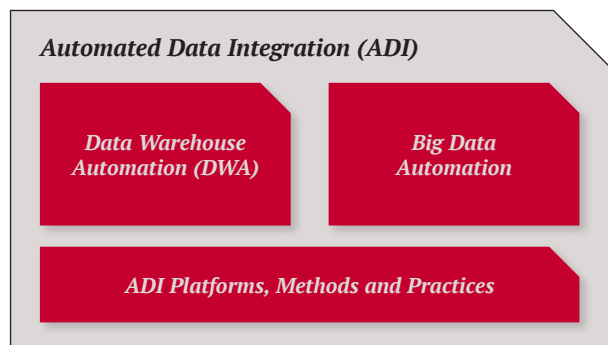 Automated Data Integration (ADI)
Data Warehouse
Automation (DWA)
Big Data
Automation
ADI Platforms, Methods and Practices